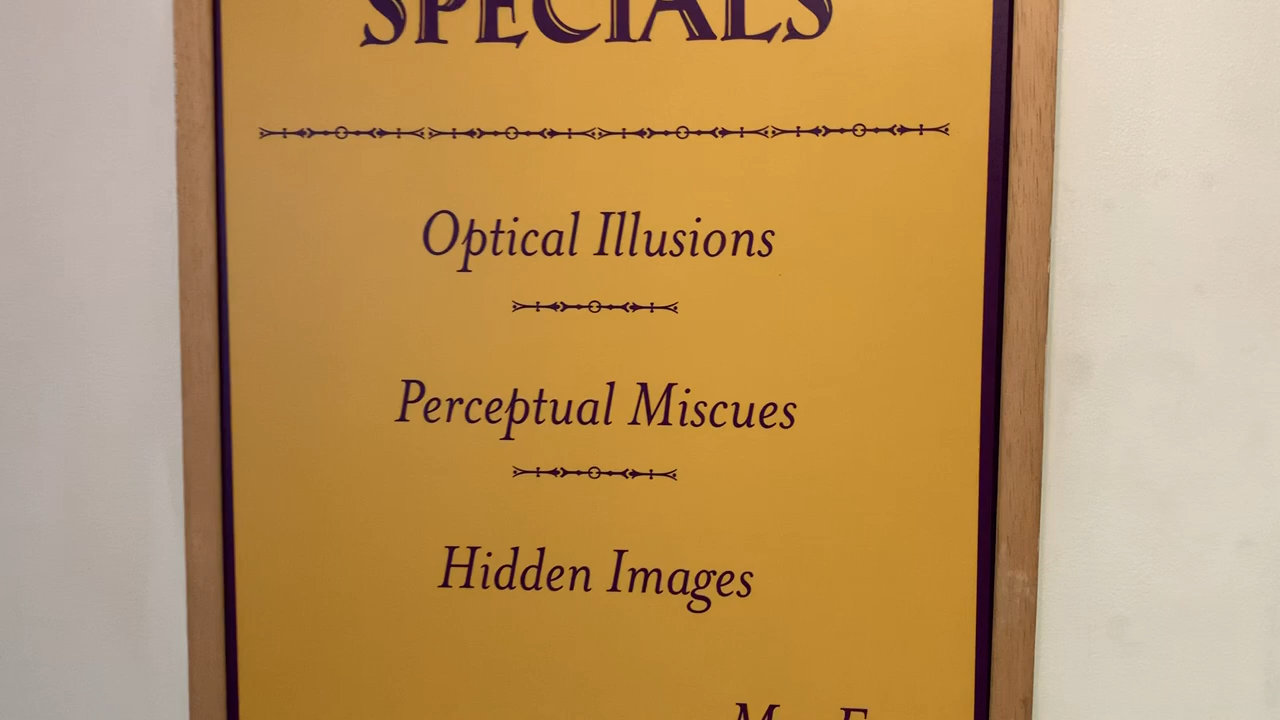 SPECIALS
Optical Illusions
Perceptual Miscues
Hidden Images